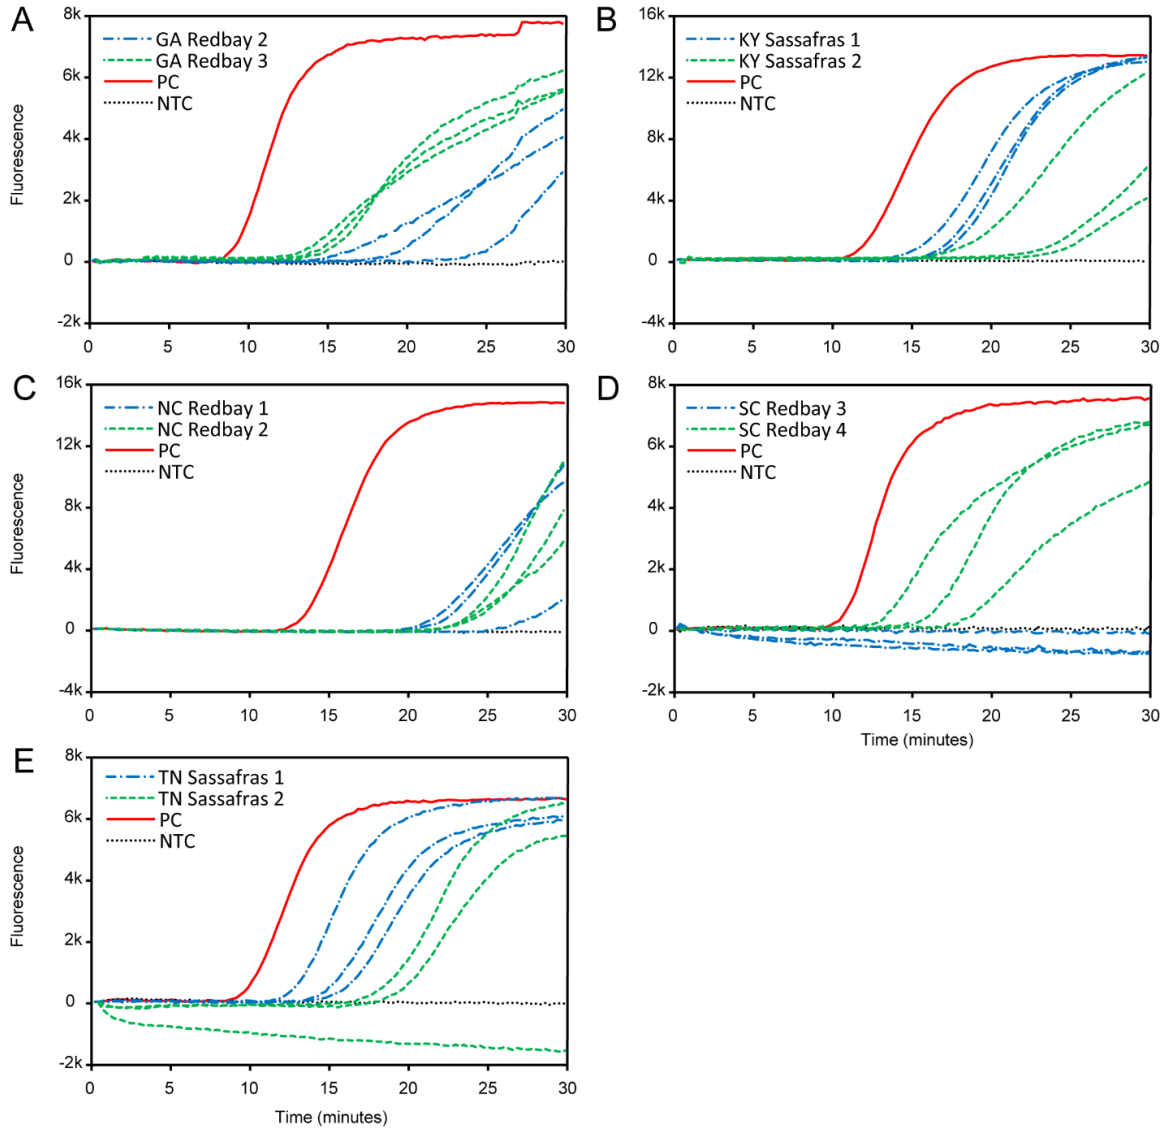 A
8k
6k
4k
2k
0
-2k
Fluorescence
GA Redbay 2
GA Redbay 3
PC
NTC
0 5 10 15 20 25 30
B
16k
12k
8k
4k
0
-4k
KY Sassafras 1
KY Sassafras 2
PC
NTC
0 5 10 15 20 25 30
C
16k
12k
8k
4k
0
-4k
Fluorescence
NC Redbay 1
NC Redbay 2
PC
NTC
0 5 10 15 20 25 30
D
8k
6k
4k
2k
0
-2k
SC Redbay 3
SC Redbay 4
PC
NTC
0 5 10 15 20 25 30
Time (minutes)
E
8k
6k
4k
2k
0
-2k
Fluorescence
TN Sassafras 1
TN Sassafras 2
PC
NTC
0 5 10 15 20 25 30
Time (minutes)